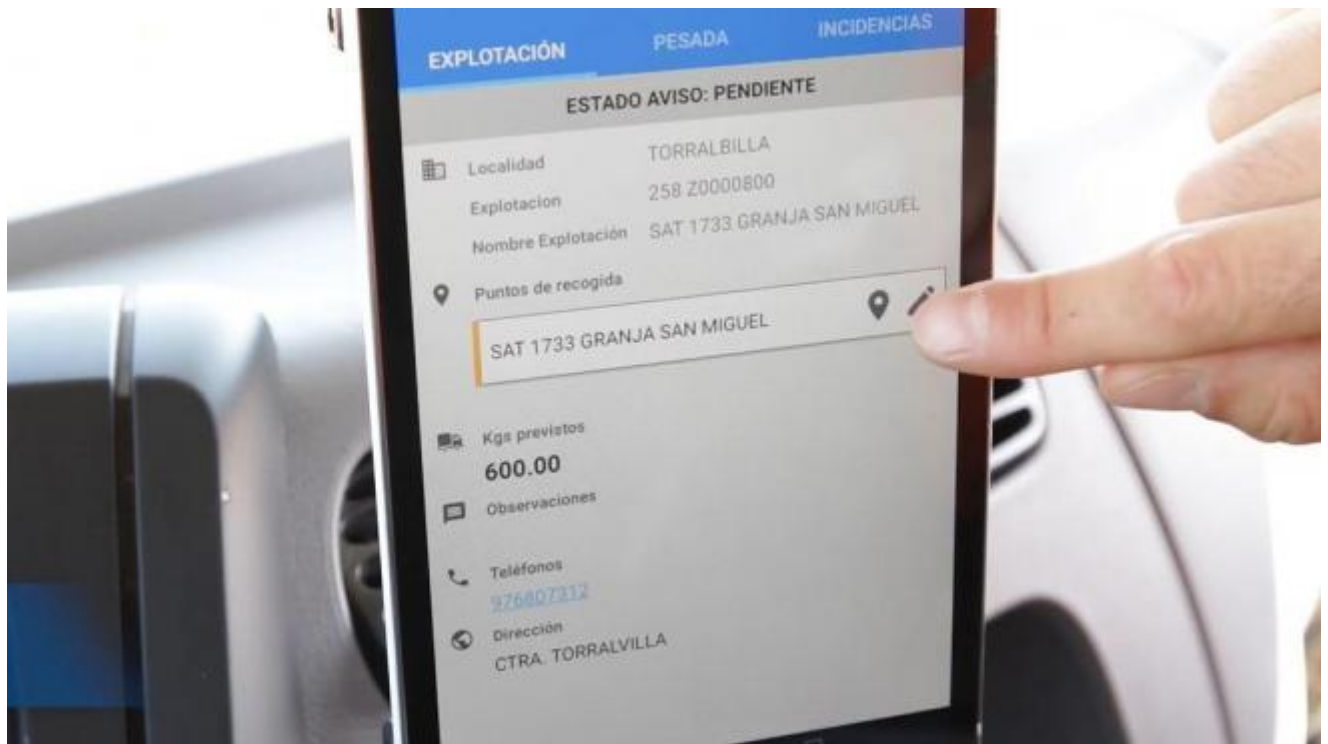 EXPLOTACIÓN PESADA INCIDENCIAS
ESTADO AVISO: PENDIENTE
Localidad TORRALBILLA
Explotacion 258 Z0000800
Nombre Explotación SAT 1733 GRANJA SAN MIGUEL
Puntos de recogida
SAT 1733 GRANJA SAN MIGUEL
Kgs previstos
600.00
Observaciones
Teléfonos
976807312
Dirección
CTRA. TORRALVILLA